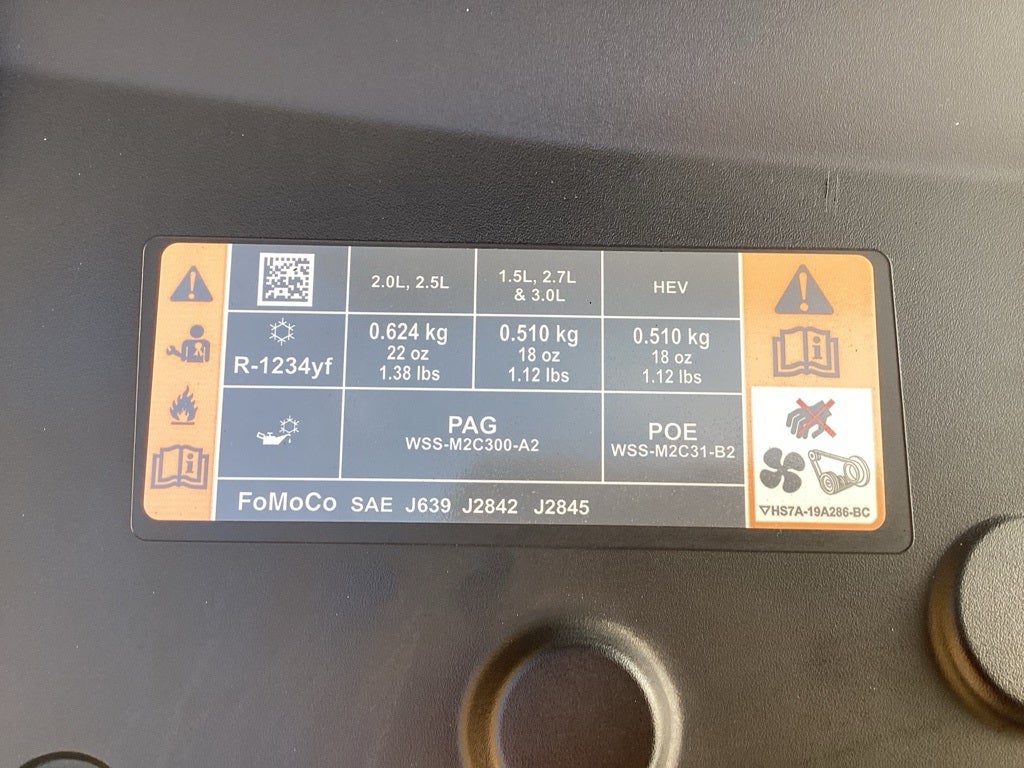 2.0L, 2.5L
1.5L, 2.7L
& 3.0L
HEV
R-1234yf
0.624 kg
22 oz
1.38 lbs
0.510 kg
18 oz
1.12 lbs
0.510 kg
18 oz
1.12 lbs
PAG
WSS-M2C300-A2
POE
WSS-M2C31-B2
FoMoCo SAE J639 J2842 J2845
▽HS7A-19A286-BC